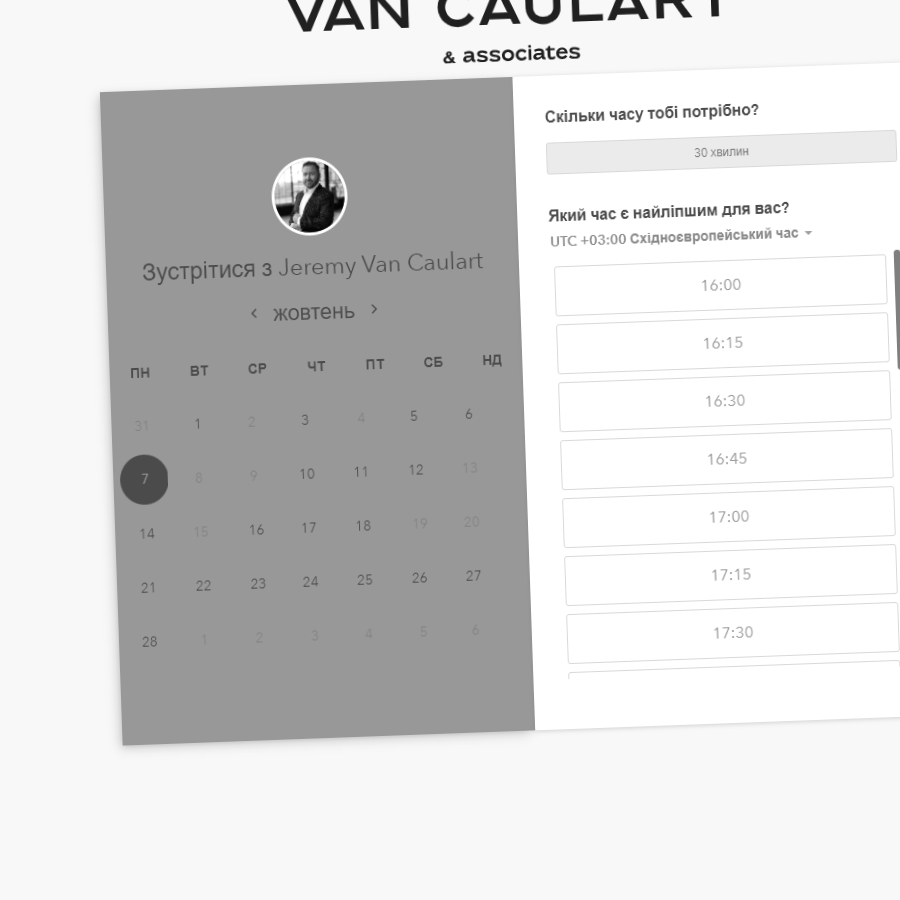 VAN CAULART
& associates
Зустрітися з Jeremy Van Caulart
жовтень
ПН ВТ СР ЧТ ПТ СБ НД
31 1 2 3 4 5 6
7 8 9 10 11 12 13
14 15 16 17 18 19 20
21 22 23 24 25 26 27
28 1 2 3 4 5 6
Скільки часу тобі потрібно?
30 хвилин
Який час є найліпшим для вас?
UTC +03:00 Східноєвропейський час
16:00
16:15
16:30
16:45
17:00
17:15
17:30